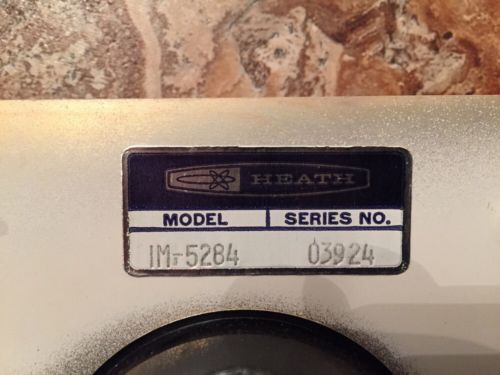 HEATH
MODEL SERIES NO.
IM-5284 03924